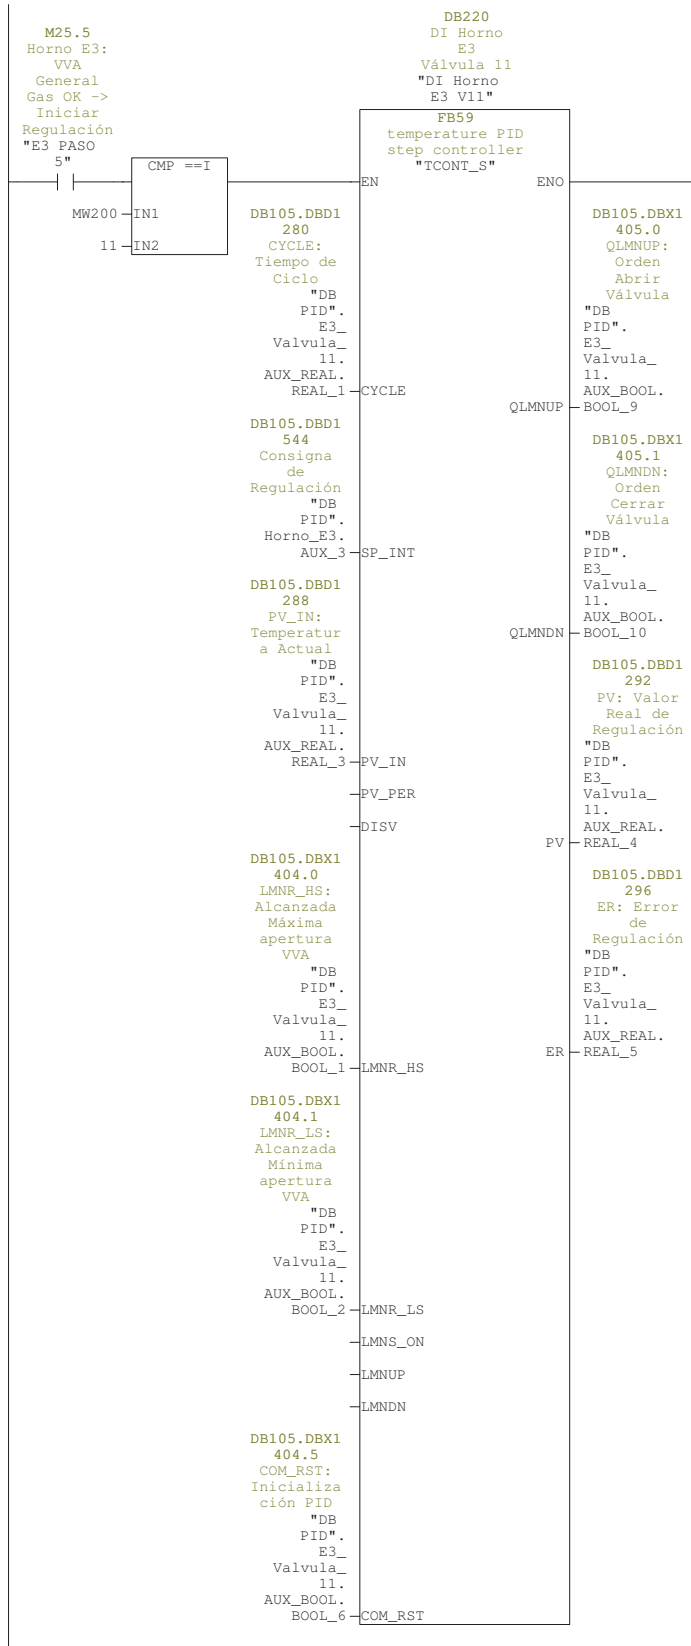 M25.5
Horno E3:
VVA
General
Gas OK ->
Iniciar
Regulación
"E3 PASO
5"
CMP ==I
MW200
IN1
11
IN2
DB220
DI Horno
E3
Válvula 11
"DI Horno
E3 V11"
FB59
temperature PID
step controller
"TCONT_S"
EN
ENO
DB105.DBD1
280
CYCLE:
Tiempo de
Ciclo
"DB
PID".
E3_
Valvula_
11.
AUX_REAL.
REAL_1
CYCLE
DB105.DBD1
544
Consigna
de
Regulación
"DB
PID".
Horno_E3.
AUX_3
SP_INT
DB105.DBD1
288
PV_IN:
Temperatur
a Actual
"DB
PID".
E3_
Valvula_
11.
AUX_REAL.
REAL_3
PV_IN
PV_PER
DISV
DB105.DBX1
404.0
LMNR_HS:
Alcanzada
Máxima
apertura
VVA
"DB
PID".
E3_
Valvula_
11.
AUX_BOOL.
BOOL_1
LMNR_HS
DB105.DBX1
404.1
LMNR_LS:
Alcanzada
Mínima
apertura
VVA
"DB
PID".
E3_
Valvula_
11.
AUX_BOOL.
BOOL_2
LMNR_LS
LMNS_ON
LMNUP
LMNDN
DB105.DBX1
404.5
COM_RST:
Inicializa
ción PID
"DB
PID".
E3_
Valvula_
11.
AUX_BOOL.
BOOL_6
COM_RST
DB105.DBX1
405.0
QLMNUP:
Orden
Abrir
Válvula
"DB
PID".
E3_
Valvula_
11.
AUX_BOOL.
QLMNUP
BOOL_9
DB105.DBX1
405.1
QLMNDN:
Orden
Cerrar
Válvula
"DB
PID".
E3_
Valvula_
11.
AUX_BOOL.
QLMNDN
BOOL_10
DB105.DBD1
292
PV: Valor
Real de
Regulación
"DB
PID".
E3_
Valvula_
11.
AUX_REAL.
PV
REAL_4
DB105.DBD1
296
ER: Error
de
Regulación
"DB
PID".
E3_
Valvula_
11.
AUX_REAL.
ER
REAL_5